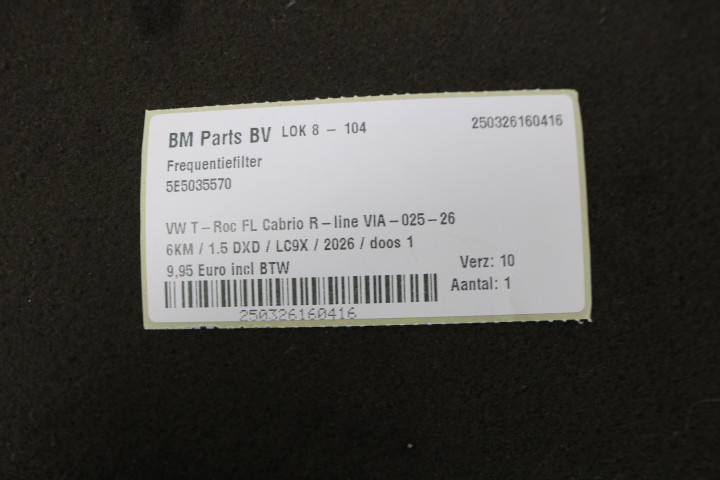 BM Parts BV LOK 8 - 104 250326160416
Frequentiefilter
5E5035570
VW T-Roc FL Cabrio R-line VIA-025-26
6KM / 1.5 DXD / LC9X / 2026 / doos 1
9,95 Euro incl BTW Verz: 10
Aantal: 1
250326160416